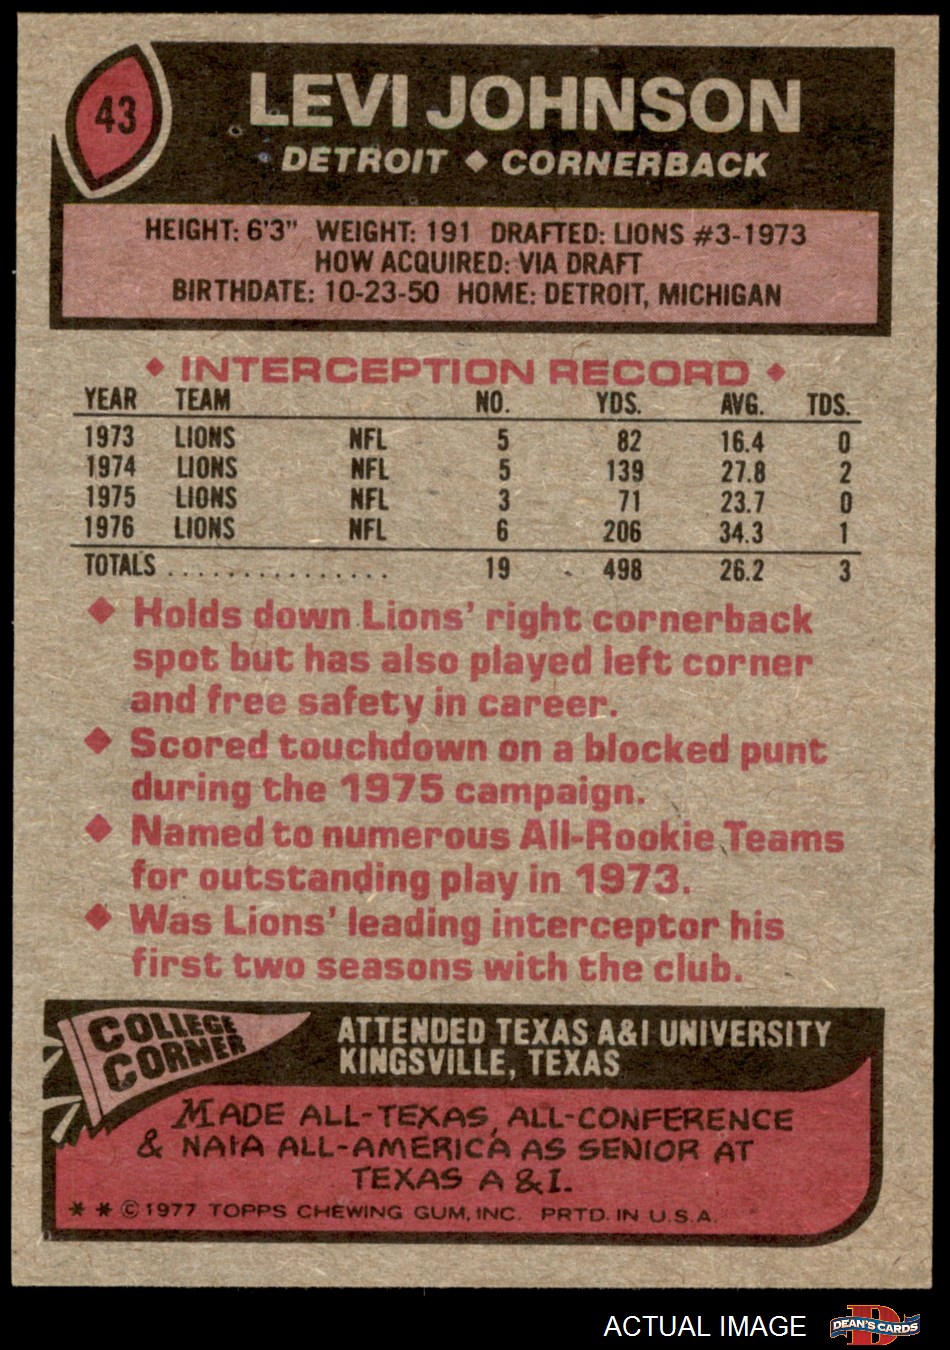 43
LEVI JOHNSON
DETROIT ◆ CORNERBACK
HEIGHT: 6'3" WEIGHT: 191 DRAFTED: LIONS #3-1973
HOW ACQUIRED: VIA DRAFT
BIRTHDATE: 10-23-50 HOME: DETROIT, MICHIGAN
◆ INTERCEPTION RECORD ◆
YEAR TEAM NO. YDS. AVG. TDS.
1973 LIONS NFL 5 82 16.4 0
1974 LIONS NFL 5 139 27.8 2
1975 LIONS NFL 3 71 23.7 0
1976 LIONS NFL 6 206 34.3 1
TOTALS ............... 19 498 26.2 3
◆ Holds down Lions' right cornerback
spot but has also played left corner
and free safety in career.
◆ Scored touchdown on a blocked punt
during the 1975 campaign.
◆ Named to numerous All-Rookie Teams
for outstanding play in 1973.
◆ Was Lions' leading interceptor his
first two seasons with the club.
COLLEGE
CORNER
ATTENDED TEXAS A&I UNIVERSITY
KINGSVILLE, TEXAS
MADE ALL-TEXAS, ALL-CONFERENCE
& NAIA ALL-AMERICA AS SENIOR AT
TEXAS A & I.
* * © 1977 TOPPS CHEWING GUM, INC. PRTD. IN U.S.A.
ACTUAL IMAGE
D
DEAN'S CARDS